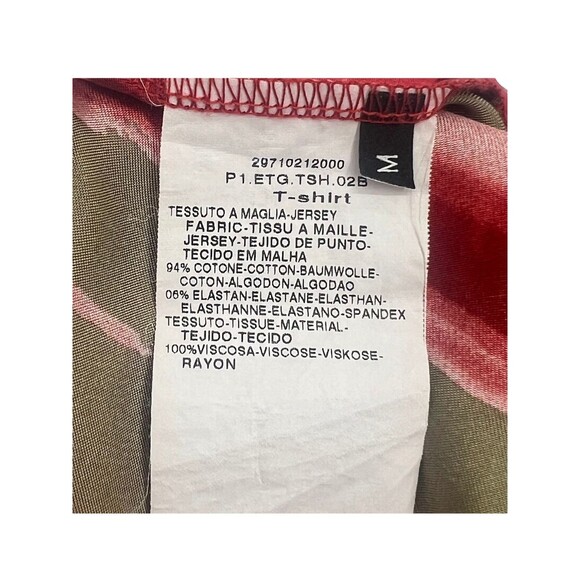 29710212000
P1.ETG.TSH.02B
T-shirt
M
TESSUTO A MAGLIA-JERSEY
FABRIC-TISSU A MAILLE-
JERSEY-TEJIDO DE PUNTO-
TECIDO EM MALHA
94% COTONE-COTTON-BAUMWOLLE-
COTON-ALGODON-ALGODAO
06% ELASTAN-ELASTANE-ELASTHAN-
ELASTHANNE-ELASTANO-SPANDEX
TESSUTO-TISSUE-MATERIAL-
TEJIDO-TECIDO
100%VISCOSA-VISCOSE-VISKOSE-
RAYON